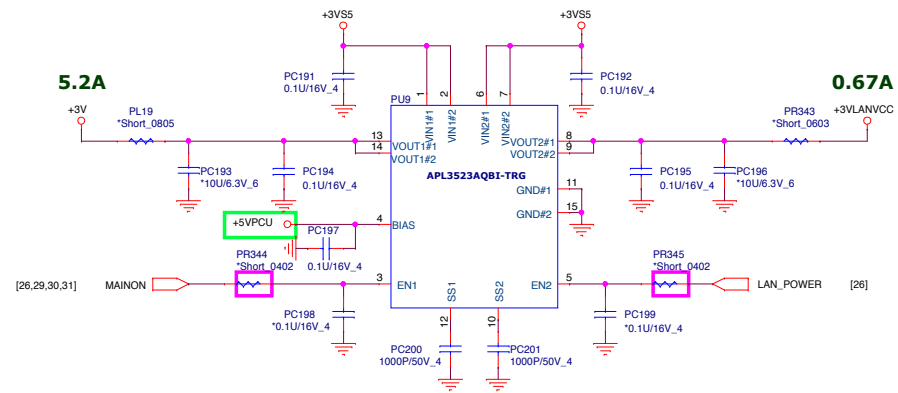 +3VS5
+3VS5
5.2A
0.67A
PC191
0.1U/16V_4
PC192
0.1U/16V_4
+3V
PL19
*Short_0805
PU9
1
2
6
7
VIN1#1
VIN1#2
VIN2#1
VIN2#2
PR343
*Short_0603
+3VLANVCC
13
14
VOUT1#1
VOUT1#2
VOUT2#1
VOUT2#2
8
9
PC193
*10U/6.3V_6
PC194
0.1U/16V_4
APL3523AQBI-TRG
PC195
0.1U/16V_4
PC196
*10U/6.3V_6
GND#1
11
GND#2
15
+5VPCU
4
BIAS
PC197
0.1U/16V_4
PR344
*Short_0402
PR345
*Short_0402
[26,29,30,31]
MAINON
3
EN1
SS1
SS2
EN2
5
LAN_POWER
[26]
PC198
*0.1U/16V_4
12
10
PC199
*0.1U/16V_4
PC200
1000P/50V_4
PC201
1000P/50V_4